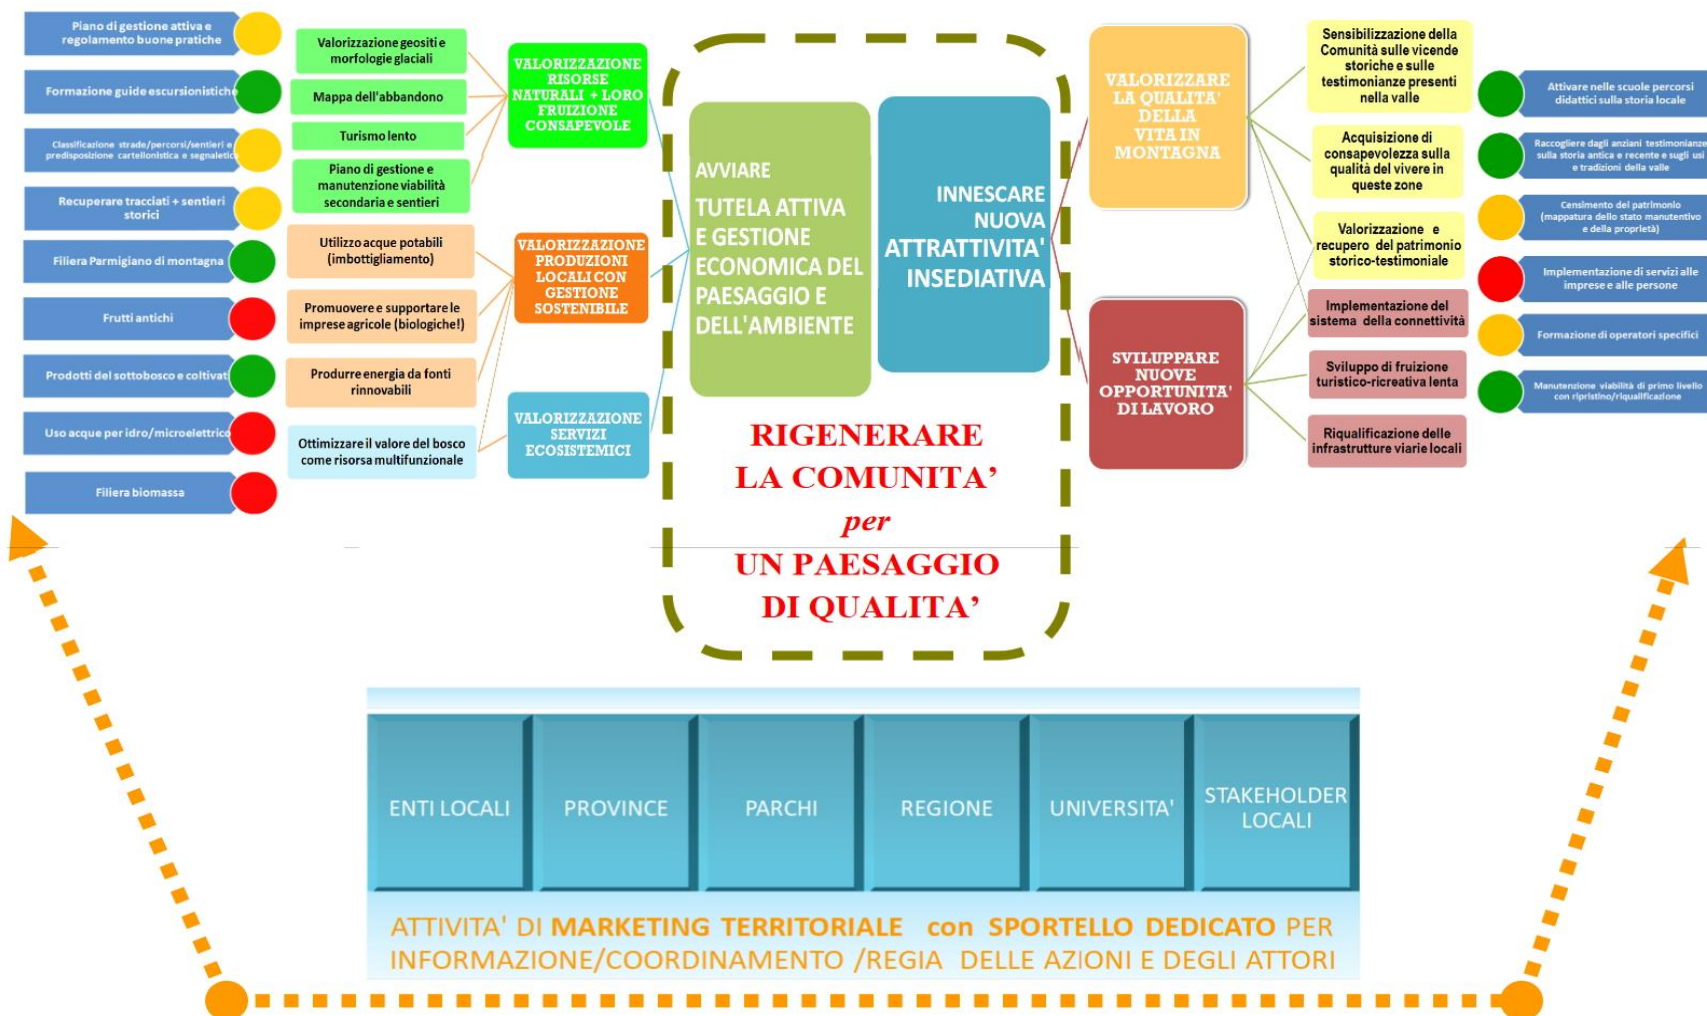 Piano di gestione attiva e
regolamento buone pratiche
Formazione guide escursionistiche
Classificazione strade/percorsi/sentieri e
predisposizione cartellonistica e segnaletica
Recuperare tracciati + sentieri
storici
Filiera Parmigiano di montagna
Frutti antichi
Prodotti del sottobosco e coltivati
Uso acque per idro/microelettrico
Filiera biomassa
Valorizzazione geositi e
morfologie glaciali
Mappa dell'abbandono
Turismo lento
Piano di gestione e
manutenzione viabilità
secondaria e sentieri
Utilizzo acque potabili
(imbottigliamento)
Promuovere e supportare le
imprese agricole (biologiche!)
Produrre energia da fonti
rinnovabili
Ottimizzare il valore del bosco
come risorsa multifunzionale
VALORIZZAZIONE
RISORSE
NATURALI + LORO
FRUIZIONE
CONSAPEVOLE
VALORIZZAZIONE
PRODUZIONI
LOCALI CON
GESTIONE
SOSTENIBILE
VALORIZZAZIONE
SERVIZI
ECOSISTEMICI
AVVIARE
TUTELA ATTIVA
E GESTIONE
ECONOMICA DEL
PAESAGGIO E
DELL'AMBIENTE
INNESCARE
NUOVA
ATTRATTIVITA'
INSEDIATIVA
RIGENERARE
LA COMUNITA’
per
UN PAESAGGIO
DI QUALITA’
VALORIZZARE
LA QUALITA'
DELLA
VITA IN
MONTAGNA
SVILUPPARE
NUOVE
OPPORTUNITA'
DI LAVORO
Sensibilizzazione della
Comunità sulle vicende
storiche e sulle
testimonianze presenti
nella valle
Acquisizione di
consapevolezza sulla
qualità del vivere in
queste zone
Valorizzazione e
recupero del patrimonio
storico-testimoniale
Implementazione del
sistema della connettività
Sviluppo di fruizione
turistico-ricreativa lenta
Riqualificazione delle
infrastrutture viarie locali
Attivare nelle scuole percorsi
didattici sulla storia locale
Raccogliere dagli anziani testimonianze
sulla storia antica e recente e sugli usi
e tradizioni della valle
Censimento del patrimonio
(mappatura dello stato manutentivo
e della proprietà)
Implementazione di servizi alle
imprese e alle persone
Formazione di operatori specifici
Manutenzione viabilità di primo livello
con ripristino/riqualificazione
ENTI LOCALI
PROVINCE
PARCHI
REGIONE
UNIVERSITA'
STAKEHOLDER
LOCALI
ATTIVITA' DI MARKETING TERRITORIALE con SPORTELLO DEDICATO PER
INFORMAZIONE/COORDINAMENTO /REGIA DELLE AZIONI E DEGLI ATTORI